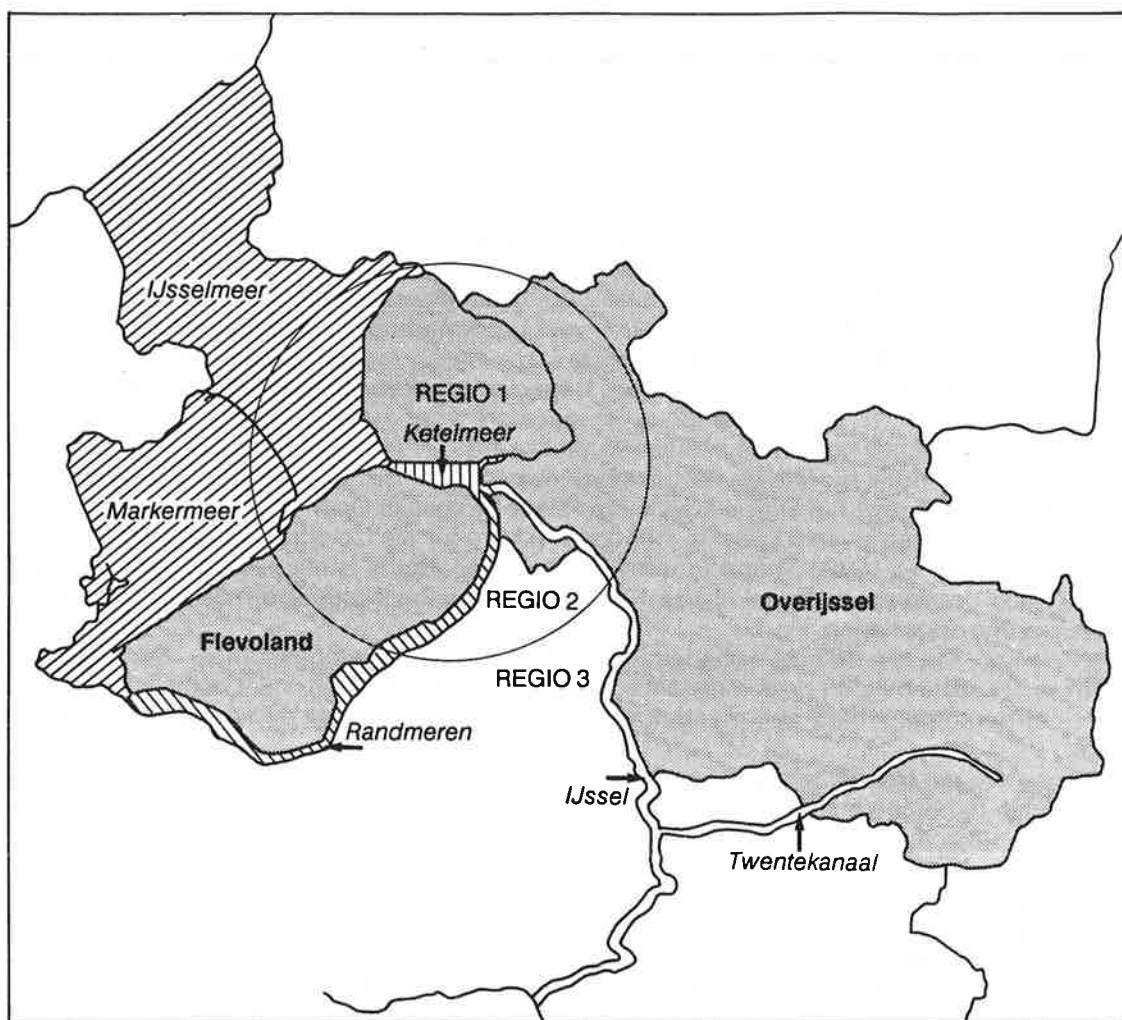 IJsselmeer
REGIO 1
Ketelmeer
Markermeer
REGIO 2
Overijssel
Flevoland
REGIO 3
Randmeren
IJssel
Twentekanaal